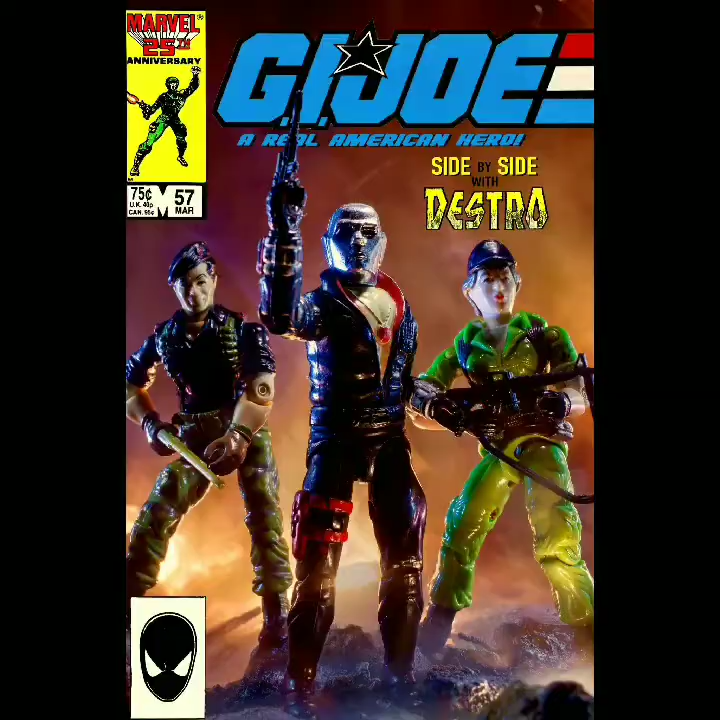 MARVEL®
25TH
ANNIVERSARY
G.I. JOE
A REAL AMERICAN HERO!
SIDE BY SIDE
WITH
DESTRO
75¢
U.K. 40p
CAN. 95¢
M
57
MAR